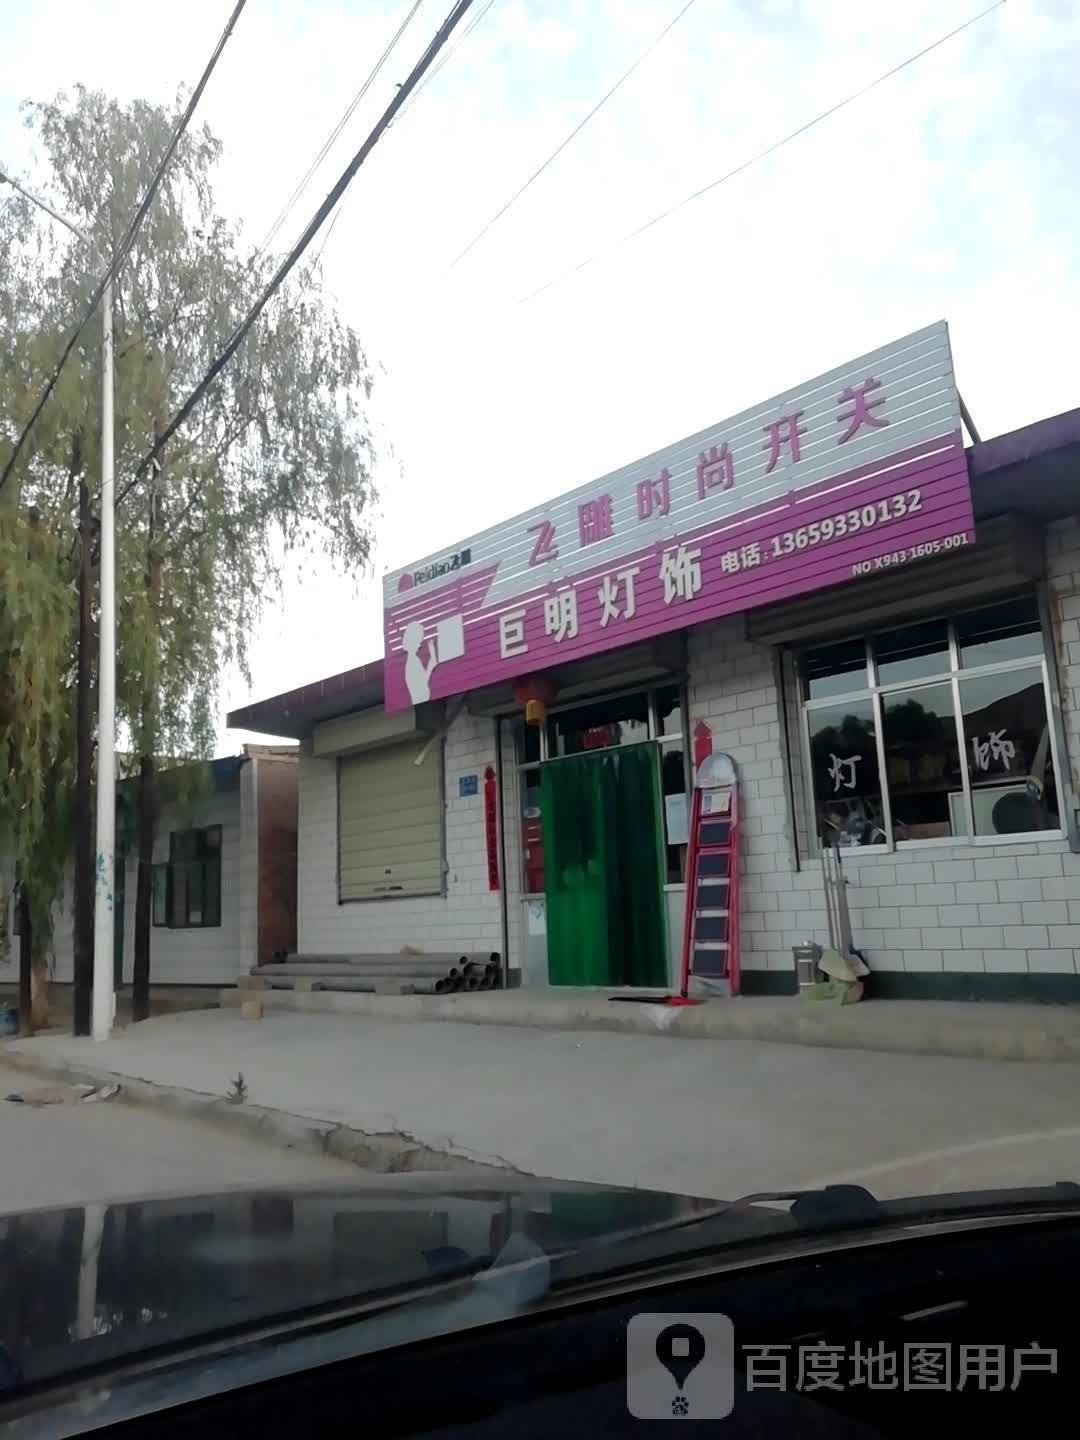 飞雕时尚开关
Feidiao飞雕
巨明灯饰
电话：13659330132
NO X943-1605-001
灯饰
百度地图用户